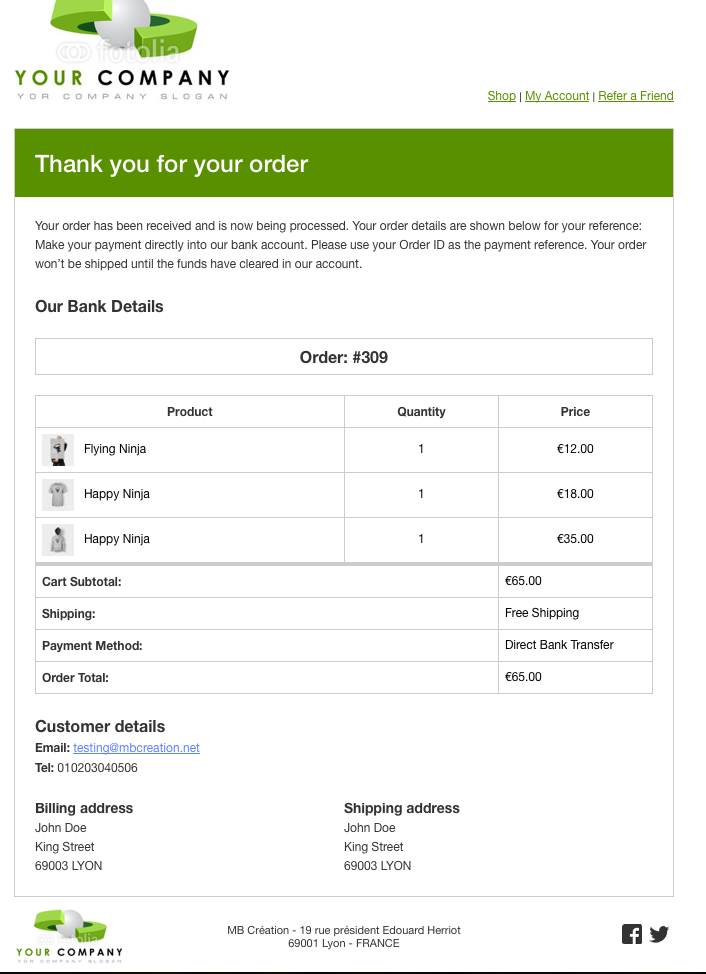 fotolia
YOUR COMPANY
YOR COMPANY SLOGAN
Shop | My Account | Refer a Friend
Thank you for your order
Your order has been received and is now being processed. Your order details are shown below for your reference:
Make your payment directly into our bank account. Please use your Order ID as the payment reference. Your order
won’t be shipped until the funds have cleared in our account.
Our Bank Details
Order: #309
Product Quantity Price
Flying Ninja 1 €12.00
Happy Ninja 1 €18.00
Happy Ninja 1 €35.00
Cart Subtotal: €65.00
Shipping: Free Shipping
Payment Method: Direct Bank Transfer
Order Total: €65.00
Customer details
Email: testing@mbcreation.net
Tel: 010203040506
Billing address Shipping address
John Doe John Doe
King Street King Street
69003 LYON 69003 LYON
fotolia
YOUR COMPANY
YOR COMPANY SLOGAN
MB Création - 19 rue président Edouard Herriot
69001 Lyon - FRANCE